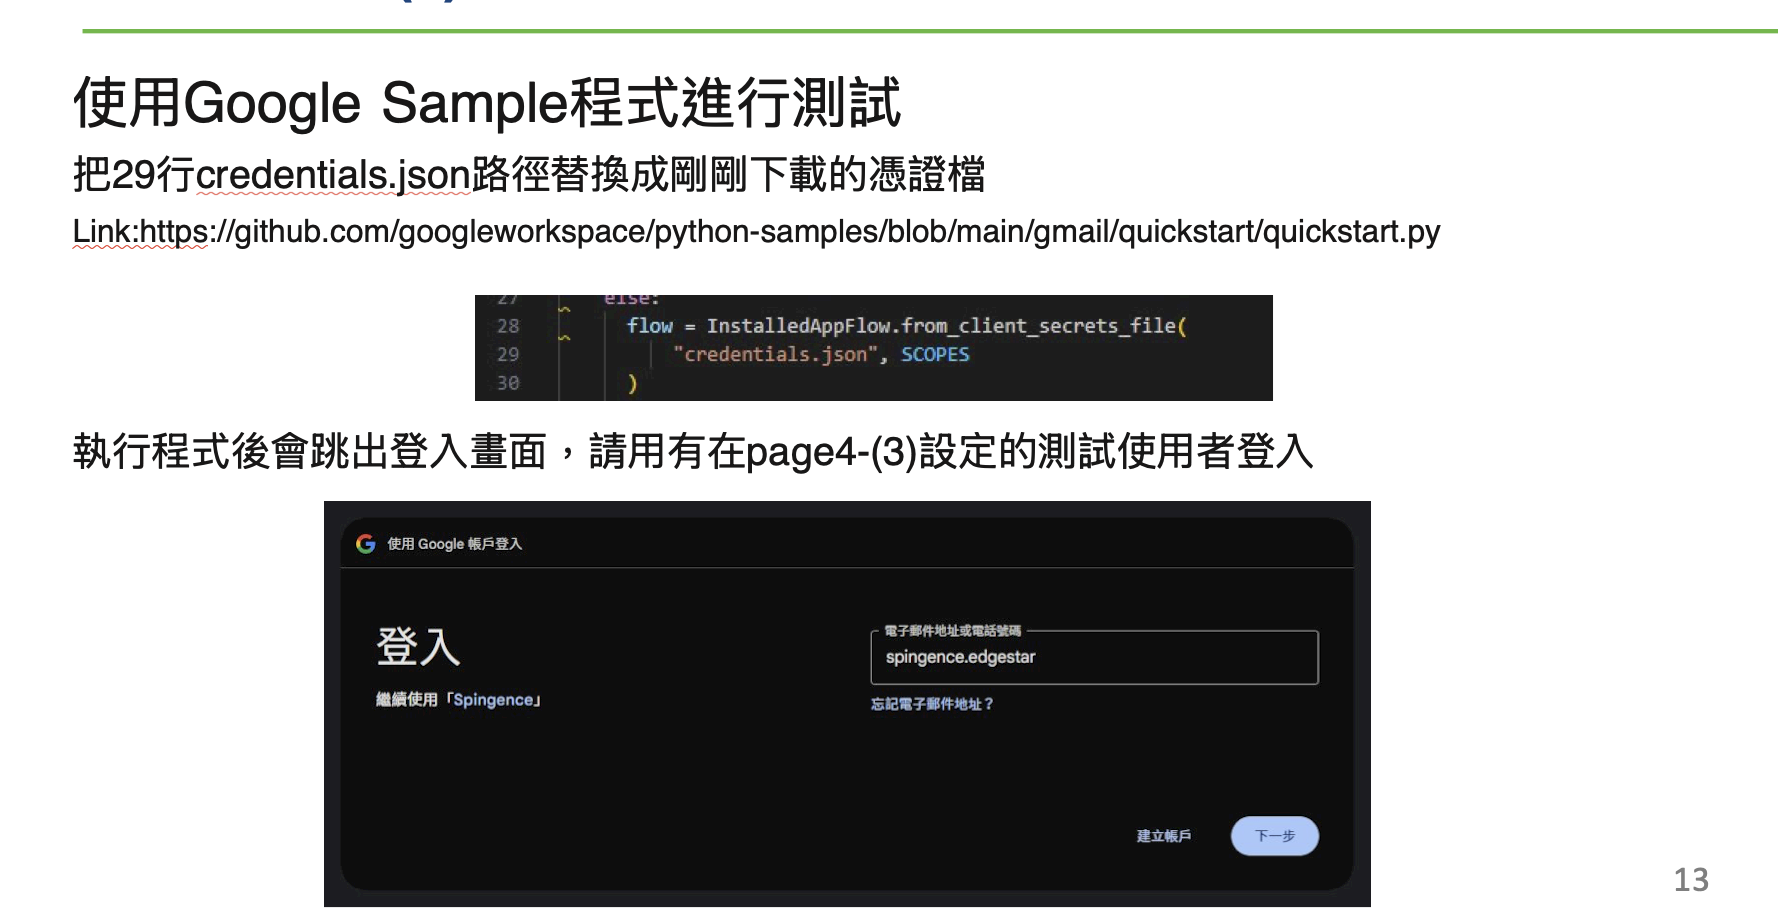 使用Google Sample程式進行測試
把29行credentials.json路徑替換成剛剛下載的憑證檔
Link:https://github.com/googleworkspace/python-samples/blob/main/gmail/quickstart/quickstart.py
27 else:
28 flow = InstalledAppFlow.from_client_secrets_file(
29 "credentials.json", SCOPES
30 )
執行程式後會跳出登入畫面，請用有在page4-(3)設定的測試使用者登入
使用 Google 帳戶登入
登入
繼續使用「Spingence」
電子郵件地址或電話號碼
spingence.edgestar
忘記電子郵件地址？
建立帳戶
下一步
13